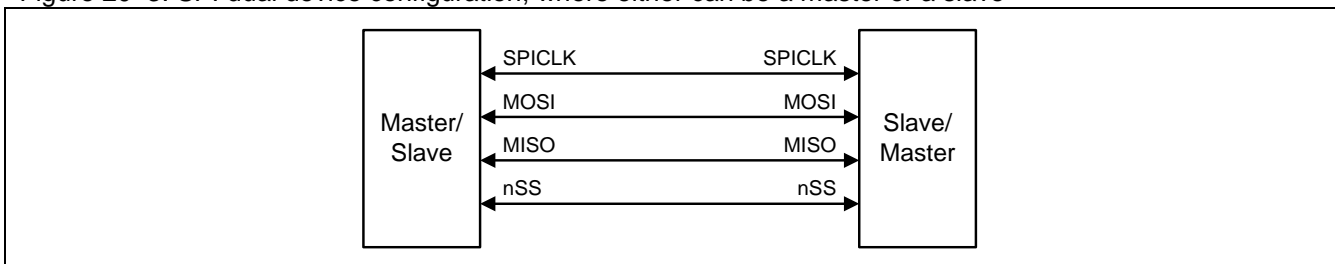 SPICLK SPICLK
MOSI MOSI
Master/ Slave/
Slave Master
MISO MISO
nSS nSS